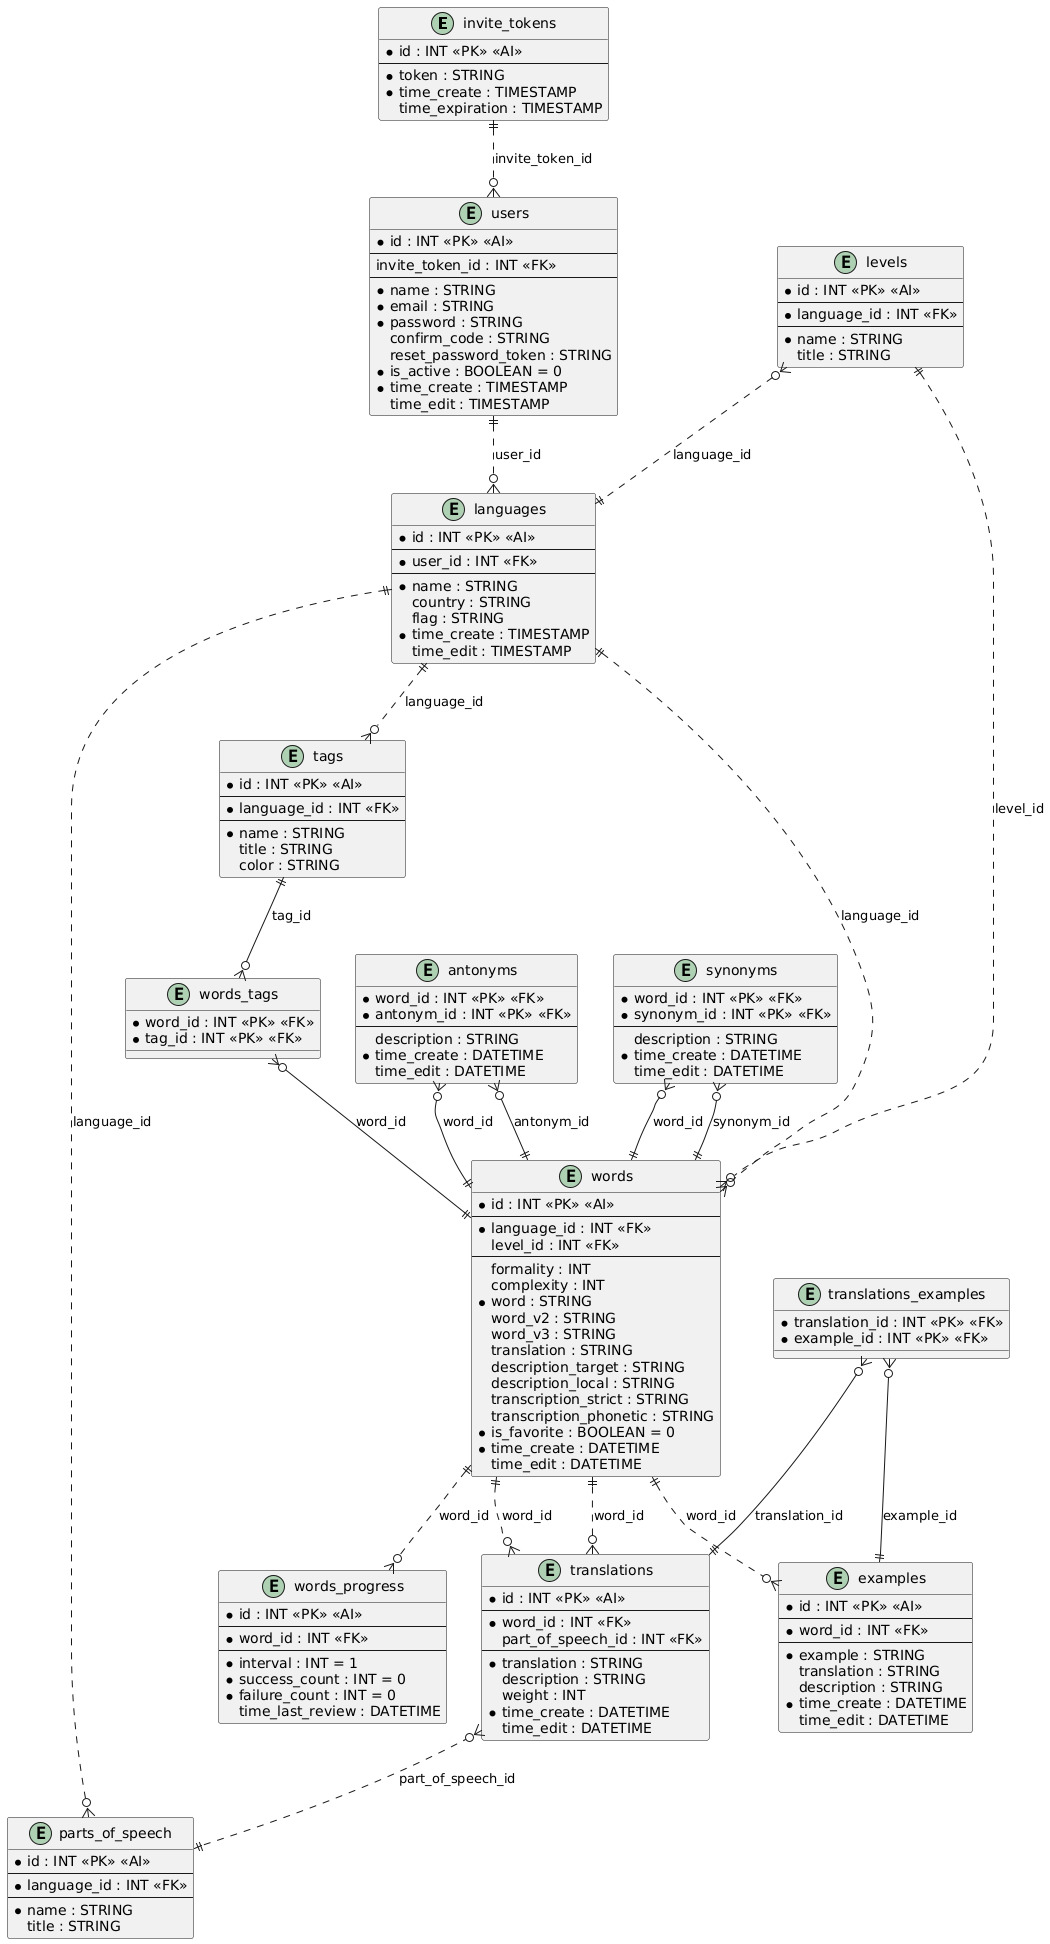 E invite_tokens
* id : INT «PK» «AI»
* token : STRING
* time_create : TIMESTAMP
time_expiration : TIMESTAMP
invite_token_id
E users
* id : INT «PK» «AI»
invite_token_id : INT «FK»
* name : STRING
* email : STRING
* password : STRING
confirm_code : STRING
reset_password_token : STRING
* is_active : BOOLEAN = 0
* time_create : TIMESTAMP
time_edit : TIMESTAMP
E levels
* id : INT «PK» «AI»
* language_id : INT «FK»
* name : STRING
title : STRING
user_id
language_id
E languages
* id : INT «PK» «AI»
* user_id : INT «FK»
* name : STRING
country : STRING
flag : STRING
* time_create : TIMESTAMP
time_edit : TIMESTAMP
language_id
E tags
* id : INT «PK» «AI»
* language_id : INT «FK»
* name : STRING
title : STRING
color : STRING
level_id
tag_id
language_id
E words_tags
* word_id : INT «PK» «FK»
* tag_id : INT «PK» «FK»
E antonyms
* word_id : INT «PK» «FK»
* antonym_id : INT «PK» «FK»
description : STRING
* time_create : DATETIME
time_edit : DATETIME
E synonyms
* word_id : INT «PK» «FK»
* synonym_id : INT «PK» «FK»
description : STRING
* time_create : DATETIME
time_edit : DATETIME
language_id
word_id
word_id
antonym_id
word_id
synonym_id
E words
* id : INT «PK» «AI»
* language_id : INT «FK»
level_id : INT «FK»
formality : INT
complexity : INT
* word : STRING
word_v2 : STRING
word_v3 : STRING
translation : STRING
description_target : STRING
description_local : STRING
transcription_strict : STRING
transcription_phonetic : STRING
* is_favorite : BOOLEAN = 0
* time_create : DATETIME
time_edit : DATETIME
E translations_examples
* translation_id : INT «PK» «FK»
* example_id : INT «PK» «FK»
word_id
word_id
word_id
word_id
translation_id
example_id
E words_progress
* id : INT «PK» «AI»
* word_id : INT «FK»
* interval : INT = 1
* success_count : INT = 0
* failure_count : INT = 0
time_last_review : DATETIME
E translations
* id : INT «PK» «AI»
* word_id : INT «FK»
part_of_speech_id : INT «FK»
* translation : STRING
description : STRING
weight : INT
* time_create : DATETIME
time_edit : DATETIME
E examples
* id : INT «PK» «AI»
* word_id : INT «FK»
* example : STRING
translation : STRING
description : STRING
* time_create : DATETIME
time_edit : DATETIME
part_of_speech_id
E parts_of_speech
* id : INT «PK» «AI»
* language_id : INT «FK»
* name : STRING
title : STRING